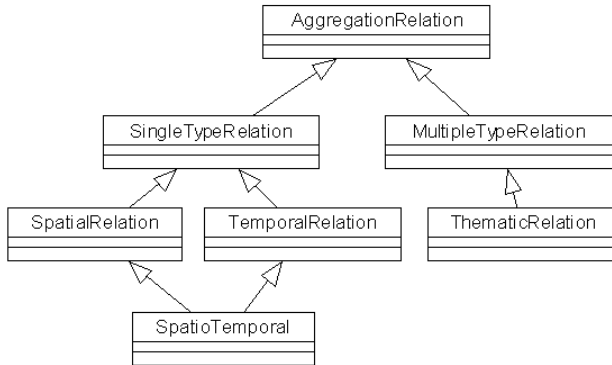 AggregationRelation
SingleTypeRelation
MultipleTypeRelation
SpatialRelation
TemporalRelation
ThematicRelation
SpatioTemporal